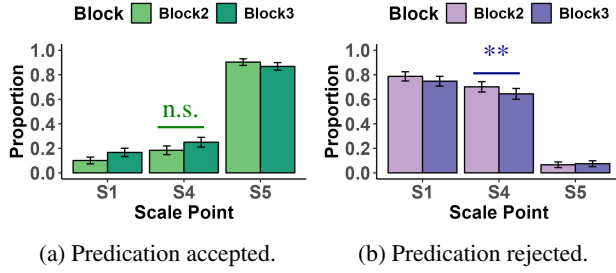 Block Block2 Block3
1.0
0.8
0.6
0.4
0.2
0.0
Proportion
n.s.
S1 S4 S5
Scale Point
(a) Predication accepted.
Block Block2 Block3
1.0
0.8
0.6
0.4
0.2
0.0
Proportion
**
S1 S4 S5
Scale Point
(b) Predication rejected.